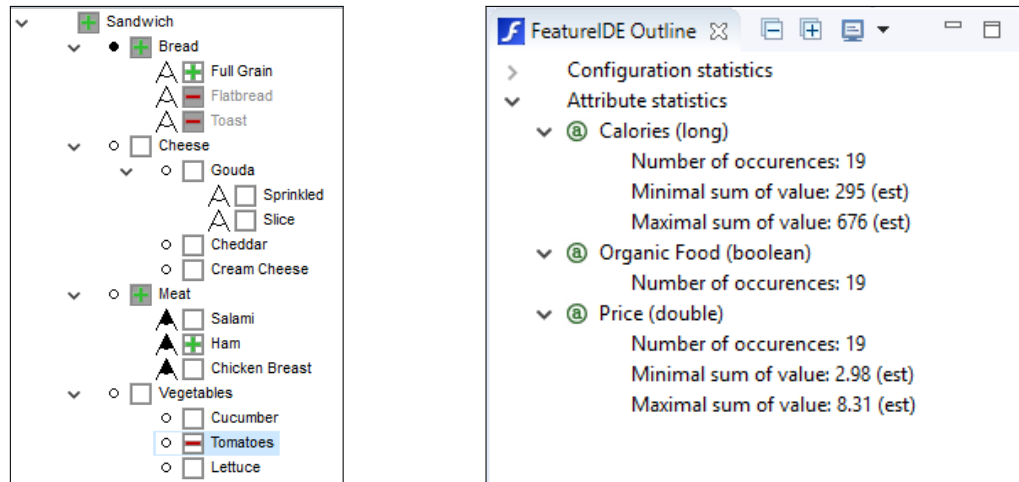 Sandwich
Bread
Full Grain
Flatbread
Toast
Cheese
Gouda
Sprinkled
Slice
Cheddar
Cream Cheese
Meat
Salami
Ham
Chicken Breast
Vegetables
Cucumber
Tomatoes
Lettuce
FeatureIDE Outline
Configuration statistics
Attribute statistics
Calories (long)
Number of occurences: 19
Minimal sum of value: 295 (est)
Maximal sum of value: 676 (est)
Organic Food (boolean)
Number of occurences: 19
Price (double)
Number of occurences: 19
Minimal sum of value: 2.98 (est)
Maximal sum of value: 8.31 (est)